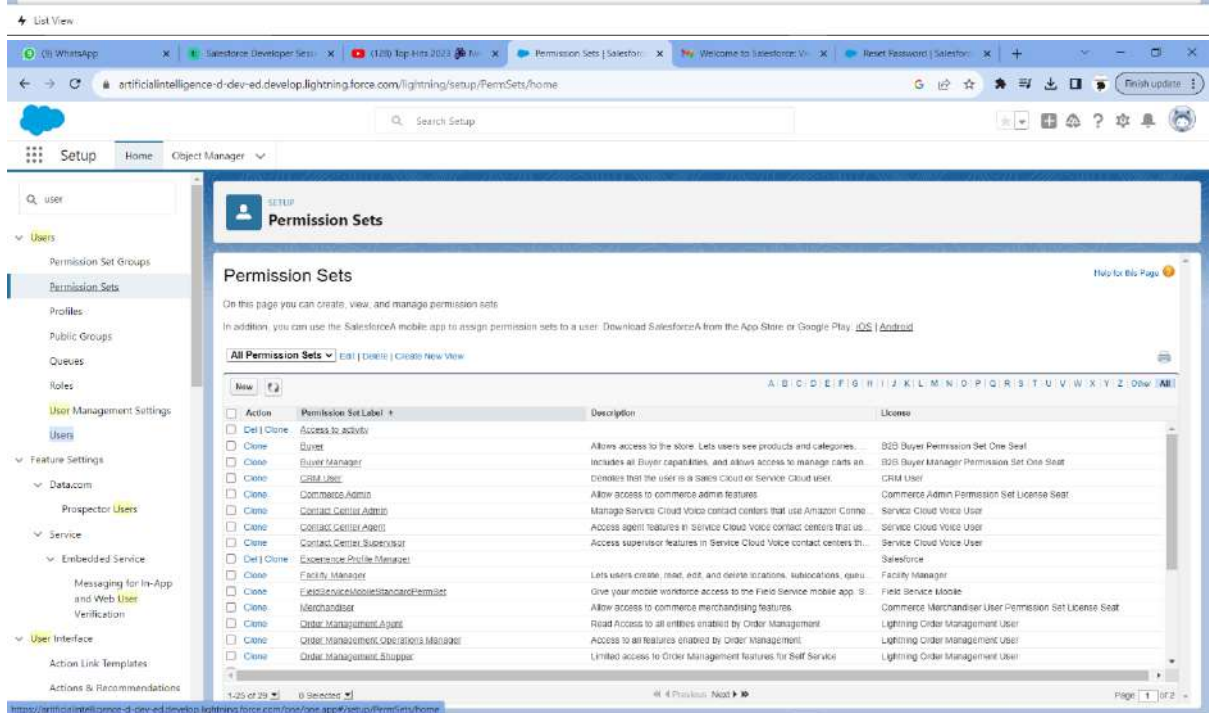 List View
(9) WhatsApp
Salesforce Developer Sess
(128) Top Hits 2023
Permission Sets | Salesforc
Welcome to Salesforce: V
Reset Password | Salesforc
artificialintelligence-d-dev-ed.develop.lightning.force.com/lightning/setup/PermSets/home
Finish update
Search Setup
Setup
Home
Object Manager
user
Users
Permission Set Groups
Permission Sets
Profiles
Public Groups
Queues
Roles
User Management Settings
Users
Feature Settings
Data.com
Prospector Users
Service
Embedded Service
Messaging for In-App
and Web User
Verification
User Interface
Action Link Templates
Actions & Recommendations
SETUP
Permission Sets
Permission Sets
Help for this Page
On this page you can create, view, and manage permission sets.
In addition, you can use the SalesforceA mobile app to assign permission sets to a user. Download SalesforceA from the App Store or Google Play: iOS | Android
All Permission Sets Edit | Delete | Create New View
New
A | B | C | D | E | F | G | H | I | J | K | L | M | N | O | P | Q | R | S | T | U | V | W | X | Y | Z | Other | All
Action Permission Set Label Description License
Del | Clone Access to activity
Clone Buyer Allows access to the store. Lets users see products and categories, ... B2B Buyer Permission Set One Seat
Clone Buyer Manager Includes all Buyer capabilities, and allows access to manage carts an... B2B Buyer Manager Permission Set One Seat
Clone CRM User Denotes that the user is a Sales Cloud or Service Cloud user. CRM User
Clone Commerce Admin Allow access to commerce admin features. Commerce Admin Permission Set License Seat
Clone Contact Center Admin Manage Service Cloud Voice contact centers that use Amazon Conne... Service Cloud Voice User
Clone Contact Center Agent Access agent features in Service Cloud Voice contact centers that us... Service Cloud Voice User
Clone Contact Center Supervisor Access supervisor features in Service Cloud Voice contact centers th... Service Cloud Voice User
Del | Clone Experience Profile Manager Salesforce
Clone Facility Manager Lets users create, read, edit, and delete locations, sublocations, queu... Facility Manager
Clone FieldServiceMobileStandardPermSet Give your mobile workforce access to the Field Service mobile app. S... Field Service Mobile
Clone Merchandiser Allow access to commerce merchandising features. Commerce Merchandiser User Permission Set License Seat
Clone Order Management Agent Read Access to all entities enabled by Order Management Lightning Order Management User
Clone Order Management Operations Manager Access to all features enabled by Order Management. Lightning Order Management User
Clone Order Management Shopper Limited access to Order Management features for Self Service Lightning Order Management User
1-25 of 29 0 Selected Previous Next Page 1 of 2
https://artificialintelligence-d-dev-ed.develop.lightning.force.com/one/one.app#/setup/PermSets/home